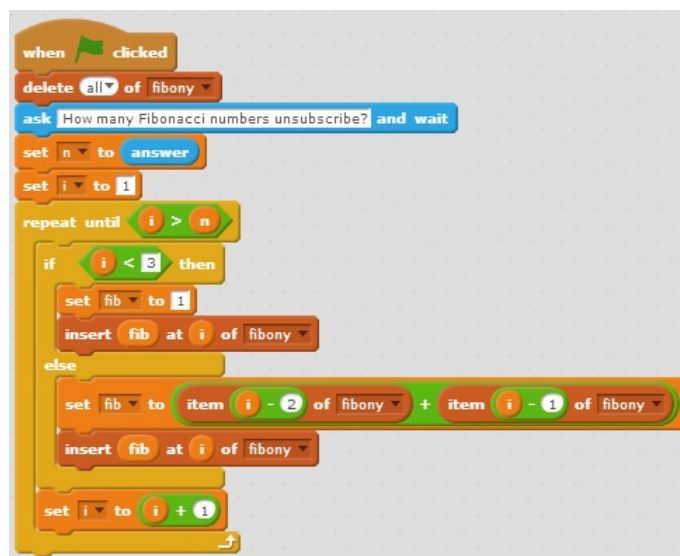 when clicked
delete all of fibony
ask How many Fibonacci numbers unsubscribe? and wait
set n to answer
set i to 1
repeat until i > n
if i < 3 then
set fib to 1
insert fib at i of fibony
else
set fib to item i - 2 of fibony + item i - 1 of fibony
insert fib at i of fibony
set i to i + 1